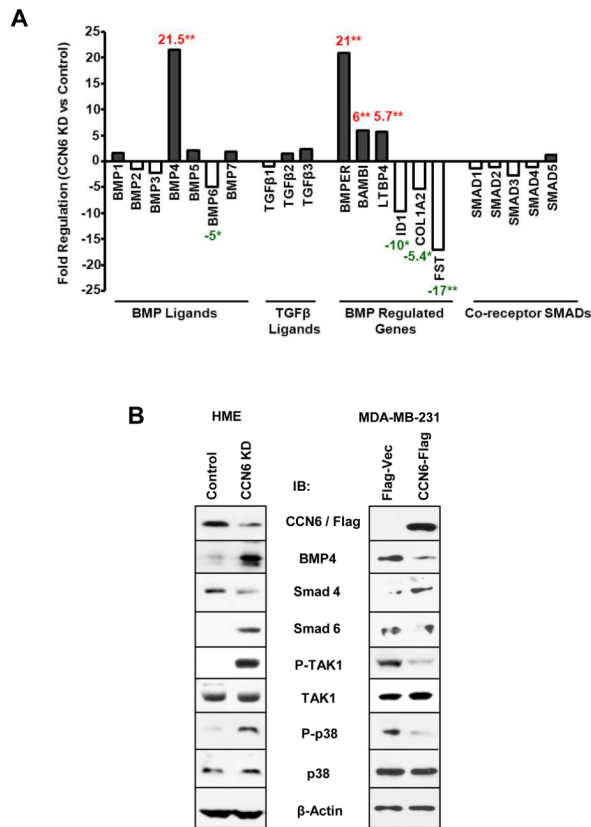 A
Fold Regulation (CCN6 KD vs Control)
25
20
15
10
5
0
-5
-10
-15
-20
-25
21.5**
21**
6**
5.7**
-5*
-10*
-5.4*
-17**
BMP1
BMP2
BMP3
BMP4
BMP5
BMP6
BMP7
TGFβ1
TGFβ2
TGFβ3
BMPER
BAMBI
LTBP4
ID1
COL1A2
FST
SMAD1
SMAD2
SMAD3
SMAD4
SMAD5
BMP Ligands
TGFβ
Ligands
BMP Regulated
Genes
Co-receptor SMADs
B
HME
MDA-MB-231
Control
CCN6 KD
IB:
Flag-Vec
CCN6-Flag
CCN6 / Flag
BMP4
Smad 4
Smad 6
P-TAK1
TAK1
P-p38
p38
β-Actin